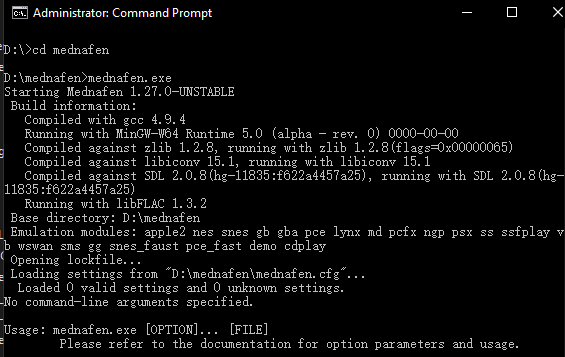 Administrator: Command Prompt
D:\>cd mednafen
D:\mednafen>mednafen.exe
Starting Mednafen 1.27.0-UNSTABLE
Build information:
Compiled with gcc 4.9.4
Running with MinGW-W64 Runtime 5.0 (alpha - rev. 0) 0000-00-00
Compiled against zlib 1.2.8, running with zlib 1.2.8(flags=0x00000065)
Compiled against libiconv 15.1, running with libiconv 15.1
Compiled against SDL 2.0.8(hg-11835:f622a4457a25), running with SDL 2.0.8(hg-
11835:f622a4457a25)
Running with libFLAC 1.3.2
Base directory: D:\mednafen
Emulation modules: apple2 nes snes gb gba pce lynx md pcfx ngp psx ss ssfplay v
b wswan sms gg snes_faust pce_fast demo cdplay
Opening lockfile...
Loading settings from "D:\mednafen\mednafen.cfg"...
Loaded 0 valid settings and 0 unknown settings.
No command-line arguments specified.
Usage: mednafen.exe [OPTION]... [FILE]
Please refer to the documentation for option parameters and usage.